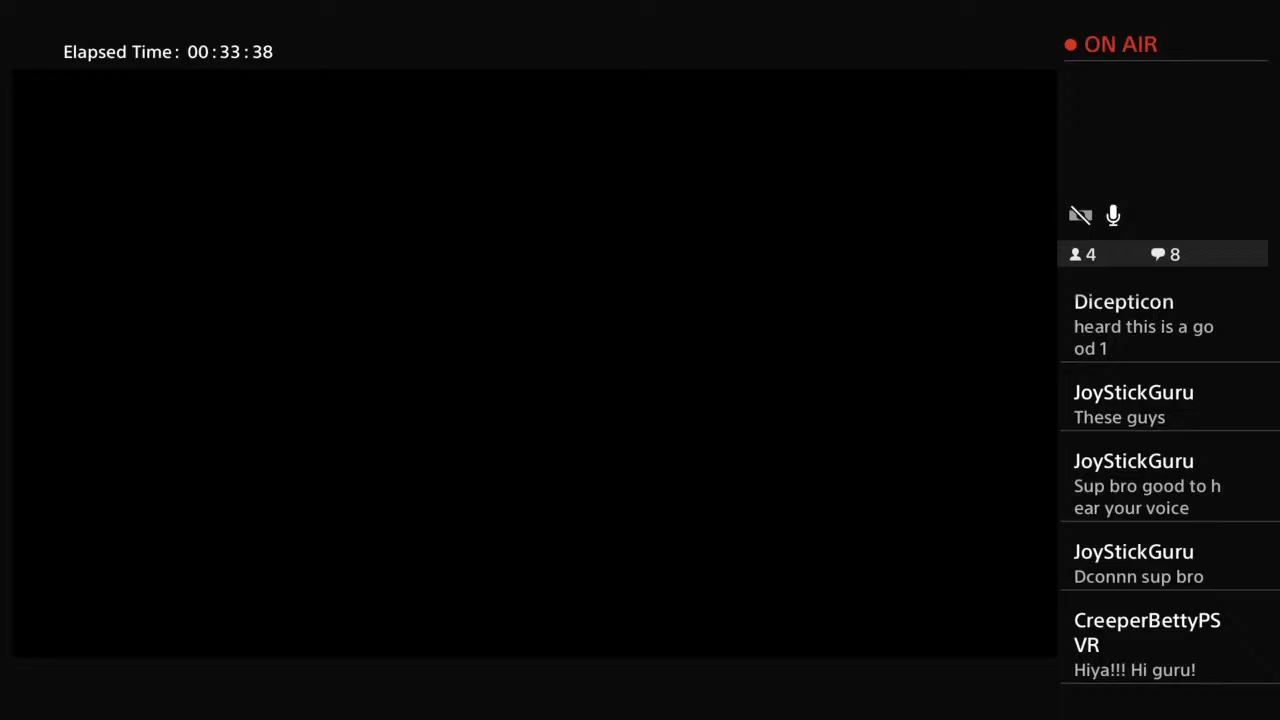 Elapsed Time: 00:33:38
ON AIR
4 8
Dicepticon
heard this is a go
od 1
JoyStickGuru
These guys
JoyStickGuru
Sup bro good to h
ear your voice
JoyStickGuru
Dconnn sup bro
CreeperBettyPS
VR
Hiya!!! Hi guru!